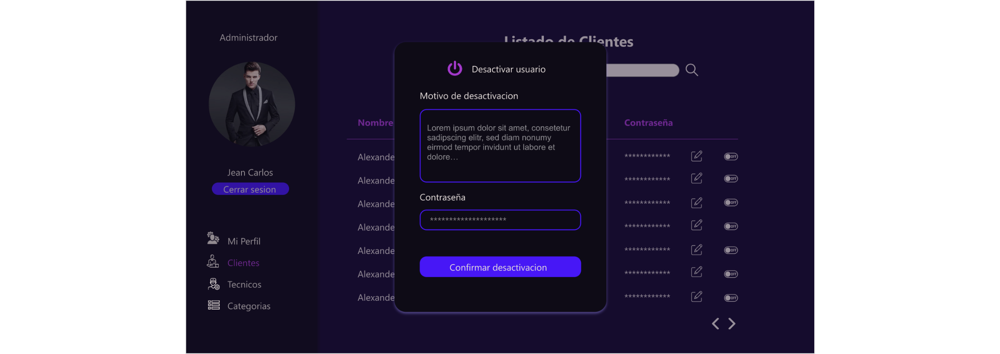 Administrador
Jean Carlos
Cerrar sesion
Mi Perfil
Clientes
Tecnicos
Categorias
Listado de Clientes
Desactivar usuario
Motivo de desactivacion
Lorem ipsum dolor sit amet, consetetur
sadipscing elitr, sed diam nonumy
eirmod tempor invidunt ut labore et
dolore…
Contraseña
********************
Confirmar desactivacion
Nombre Contraseña
Alexande ************ OFF
Alexande ************ OFF
Alexande ************ OFF
Alexande ************ OFF
Alexande ************ OFF
Alexande ************ OFF
Alexande ************ OFF